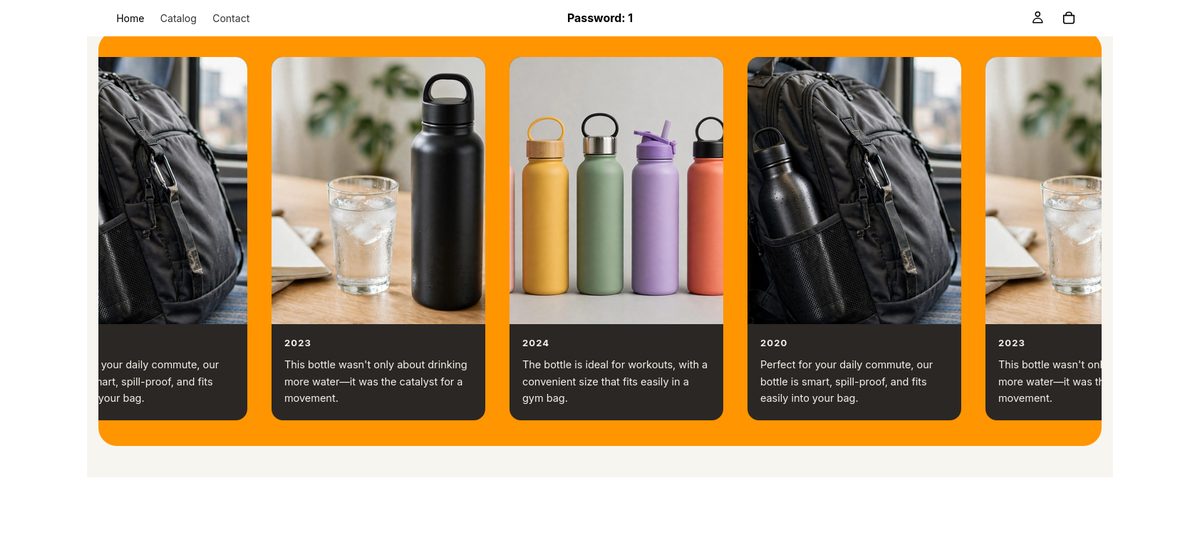 Home Catalog Contact Password: 1
your daily commute, our
art, spill-proof, and fits
your bag.
2023
This bottle wasn't only about drinking
more water—it was the catalyst for a
movement.
2024
The bottle is ideal for workouts, with a
convenient size that fits easily in a
gym bag.
2020
Perfect for your daily commute, our
bottle is smart, spill-proof, and fits
easily into your bag.
2023
This bottle wasn't
more water—it was
movement.